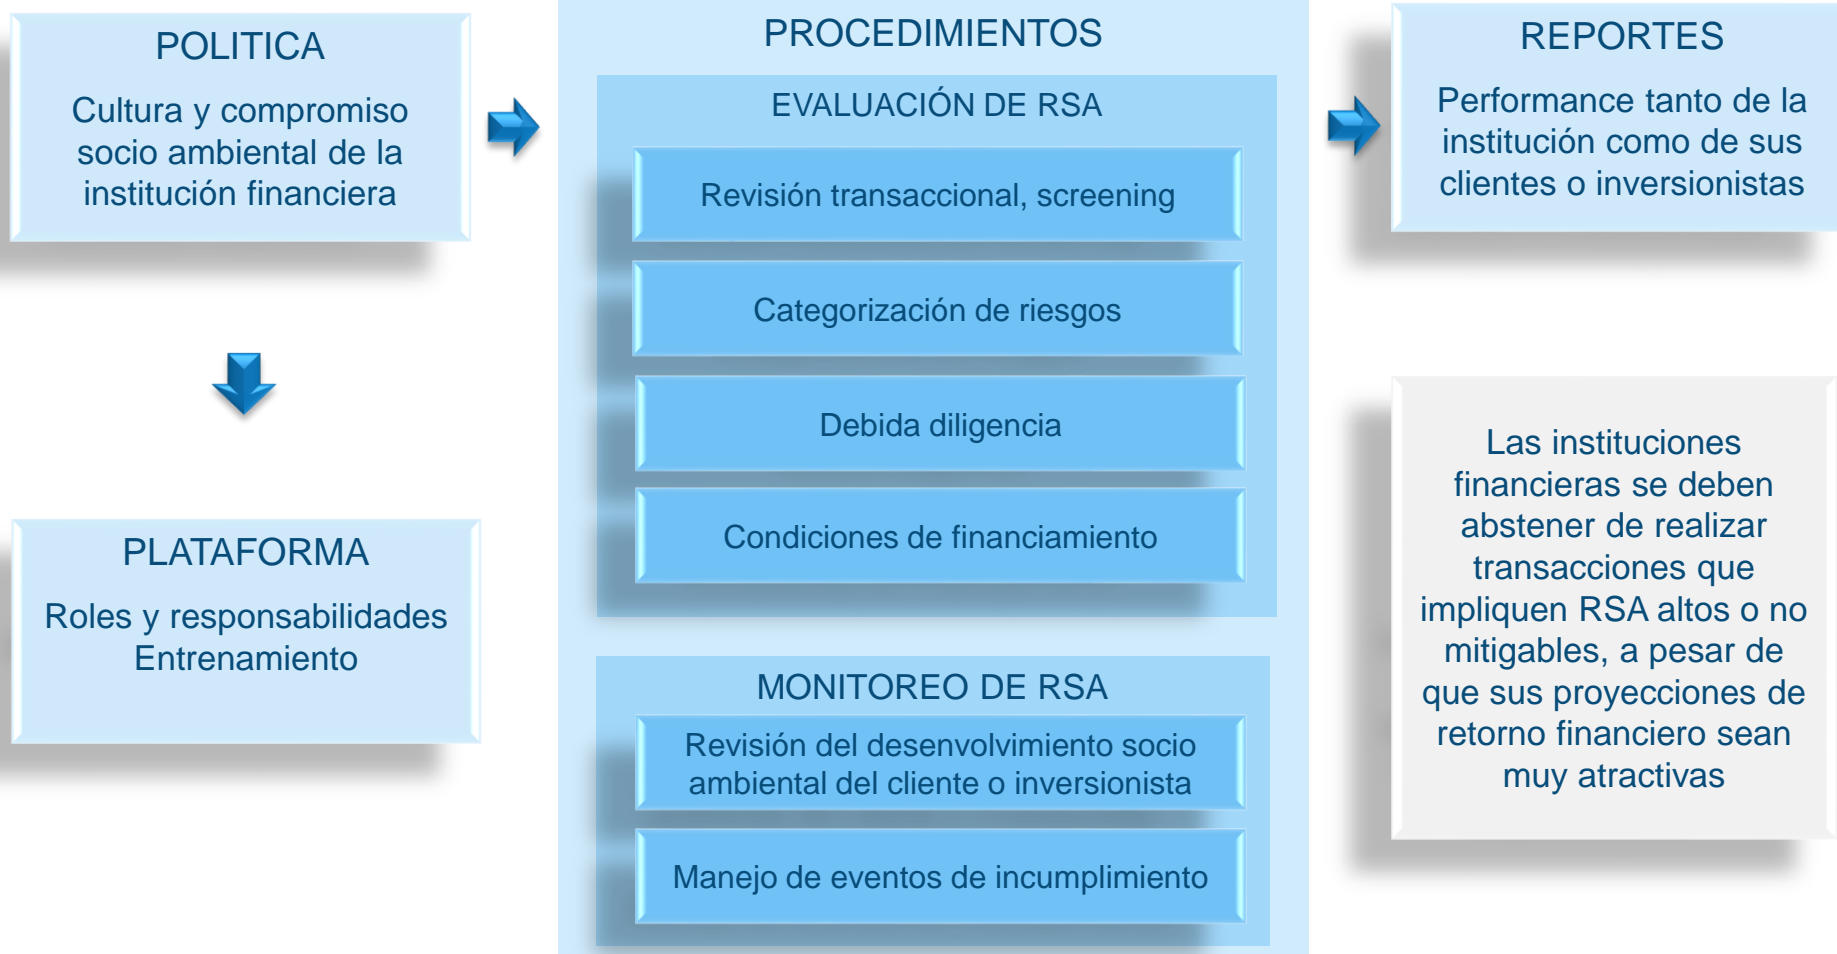 POLITICA
Cultura y compromiso
socio ambiental de la
institución financiera
PLATAFORMA
Roles y responsabilidades
Entrenamiento
PROCEDIMIENTOS
EVALUACIÓN DE RSA
Revisión transaccional, screening
Categorización de riesgos
Debida diligencia
Condiciones de financiamiento
MONITOREO DE RSA
Revisión del desenvolvimiento socio
ambiental del cliente o inversionista
Manejo de eventos de incumplimiento
REPORTES
Performance tanto de la
institución como de sus
clientes o inversionistas
Las instituciones
financieras se deben
abstener de realizar
transacciones que
impliquen RSA altos o no
mitigables, a pesar de
que sus proyecciones de
retorno financiero sean
muy atractivas